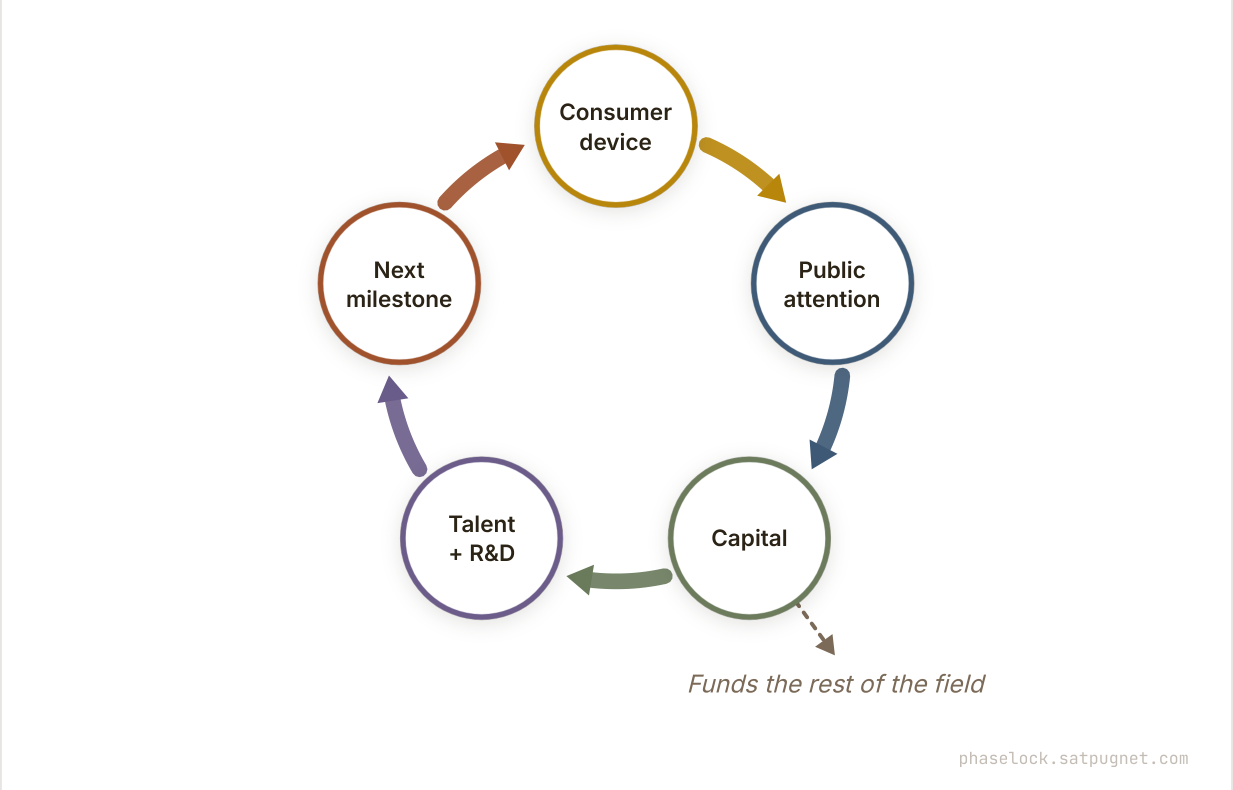 Consumer
device
Public
attention
Capital
Talent
+ R&D
Next
milestone
Funds the rest of the field
phaselock.satpugnet.com